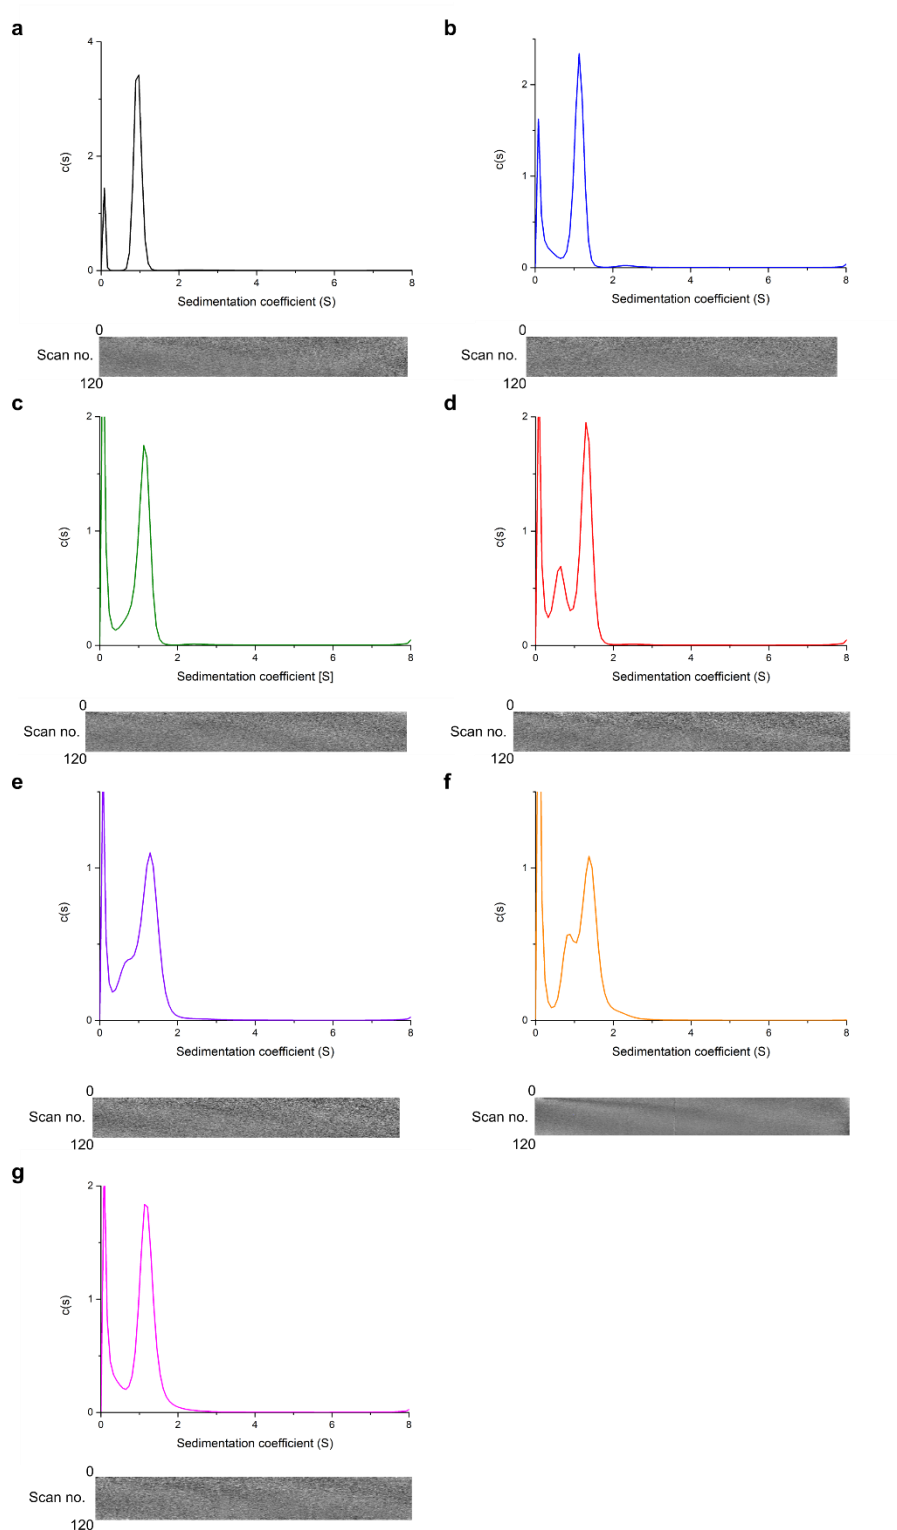 a
4
2
0
c(s)
0 2 4 6 8
Sedimentation coefficient (S)
0
Scan no.
120
b
2
1
0
c(s)
0 2 4 6 8
Sedimentation coefficient (S)
0
Scan no.
120
c
2
1
0
c(s)
0 2 4 6 8
Sedimentation coefficient [S]
0
Scan no.
120
d
2
1
0
c(s)
0 2 4 6 8
Sedimentation coefficient (S)
0
Scan no.
120
e
1
0
c(s)
0 2 4 6 8
Sedimentation coefficient (S)
0
Scan no.
120
f
1
0
c(s)
0 2 4 6 8
Sedimentation coefficient (S)
0
Scan no.
120
g
2
1
0
c(s)
0 2 4 6 8
Sedimentation coefficient (S)
0
Scan no.
120